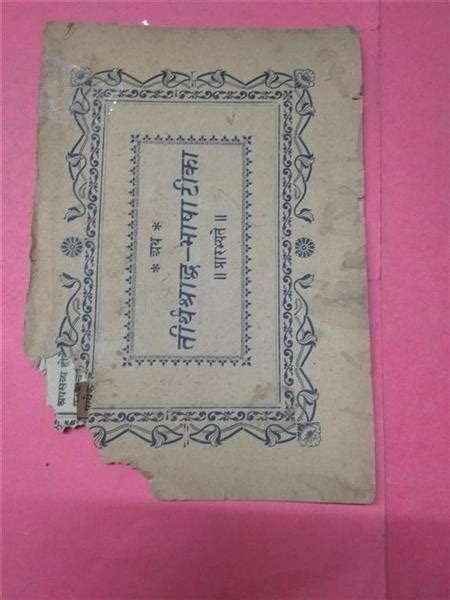 * अथ *
तीर्थश्राद्ध-भाषाटीका
॥ प्रारभ्यते ॥